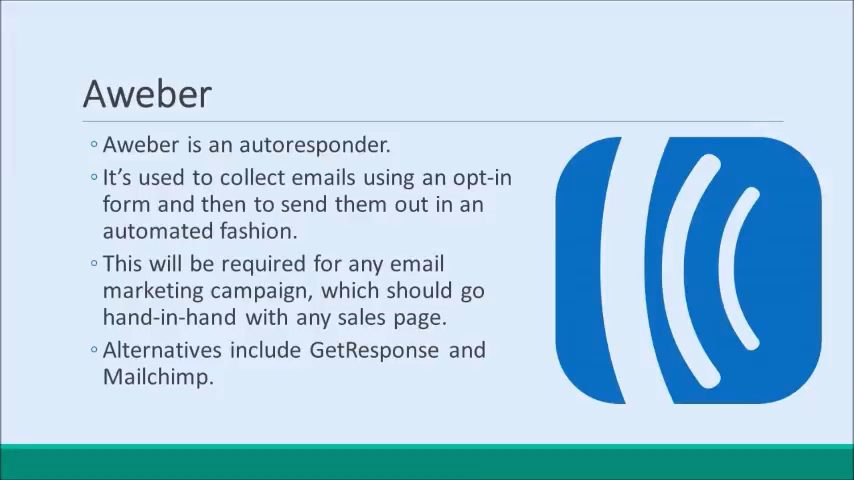 Aweber
◦Aweber is an autoresponder.
◦It's used to collect emails using an opt-in
form and then to send them out in an
automated fashion.
◦This will be required for any email
marketing campaign, which should go
hand-in-hand with any sales page.
◦Alternatives include GetResponse and
Mailchimp.